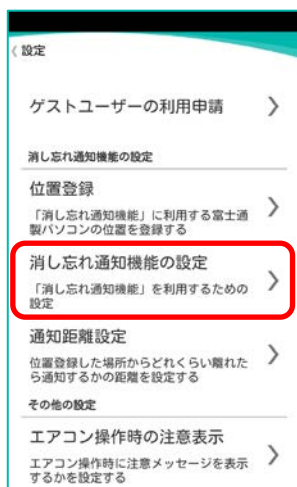 設定
ゲストユーザーの利用申請
消し忘れ通知機能の設定
位置登録
「消し忘れ通知機能」に利用する富士通
製パソコンの位置を登録する
消し忘れ通知機能の設定
「消し忘れ通知機能」を利用するための
設定
通知距離設定
位置登録した場所からどれくらい離れた
ら通知するかの距離を設定する
その他の設定
エアコン操作時の注意表示
エアコン操作時に注意メッセージを表示
するかを設定する